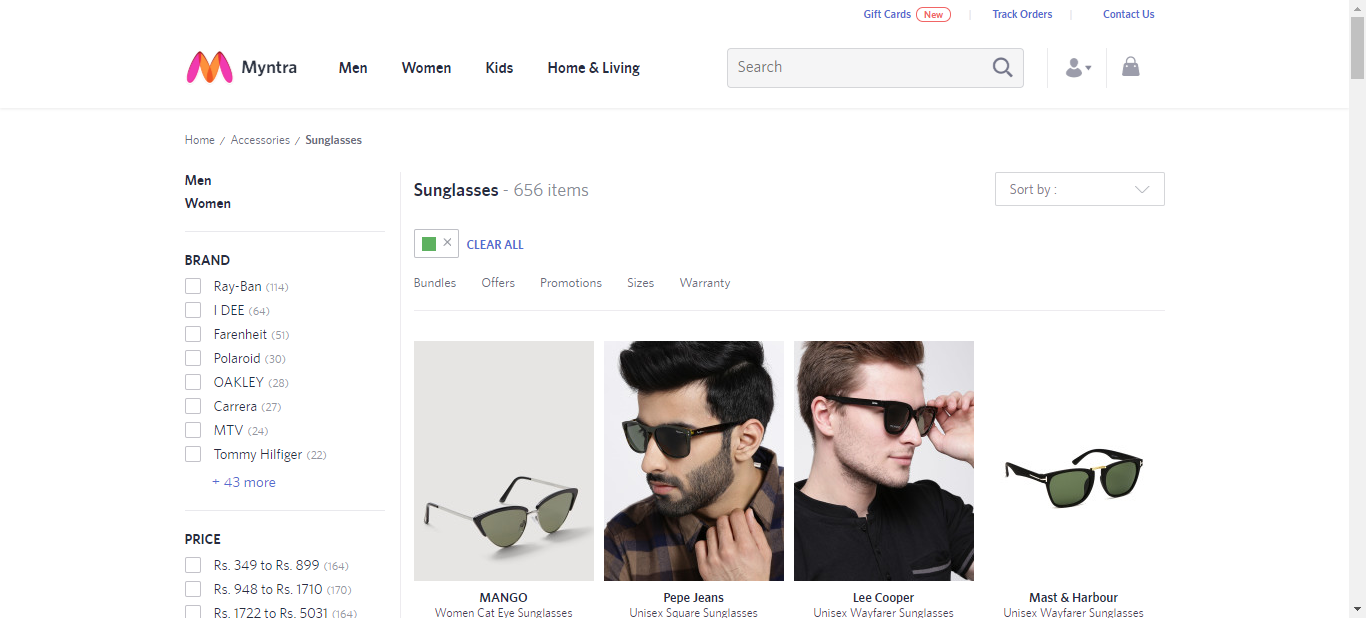 Gift Cards New Track Orders Contact Us
Myntra Men Women Kids Home & Living Search
Home / Accessories / Sunglasses
Men
Women
BRAND
Ray-Ban (114)
I DEE (64)
Farenheit (51)
Polaroid (30)
OAKLEY (28)
Carrera (27)
MTV (24)
Tommy Hilfiger (22)
+ 43 more
PRICE
Rs. 349 to Rs. 899 (164)
Rs. 948 to Rs. 1710 (170)
Rs. 1722 to Rs. 5031 (164)
Sunglasses - 656 items
Sort by :
CLEAR ALL
Bundles Offers Promotions Sizes Warranty
MANGO
Women Cat Eye Sunglasses
Pepe Jeans
Unisex Square Sunglasses
Lee Cooper
Unisex Wayfarer Sunglasses
Mast & Harbour
Unisex Wayfarer Sunglasses